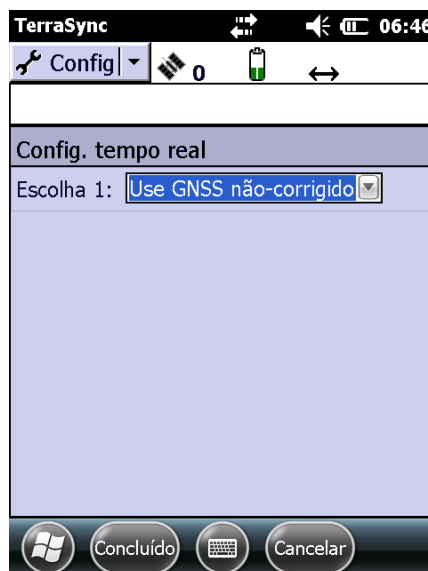 TerraSync 06:46
Config 0
Config. tempo real
Escolha 1: Use GNSS não-corrigido
Concluído Cancelar